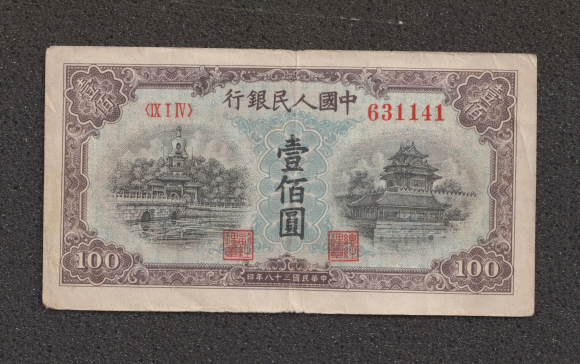 中國人民銀行
〈IX I IV〉
631141
壹佰
壹佰圓
壹佰
100
中華民國三十八年印
100